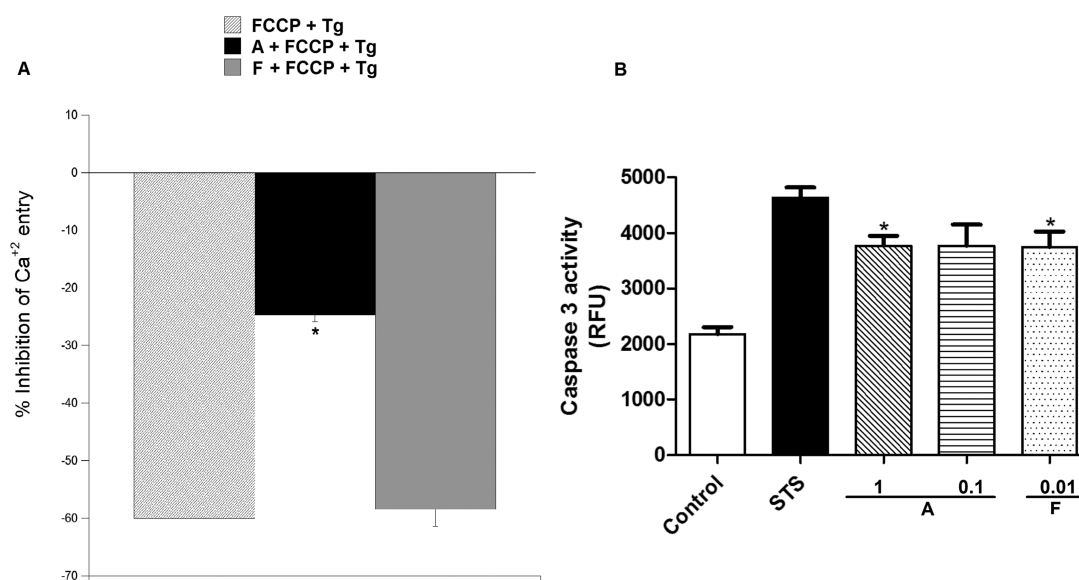 FCCP + Tg
A + FCCP + Tg
F + FCCP + Tg
A
10
0
-10
-20
-30
-40
-50
-60
-70
% Inhibition of Ca+2 entry
*
B
5000
4000
3000
2000
1000
0
Caspase 3 activity
(RFU)
*
*
Control
STS
1
0.1
0.01
A
F